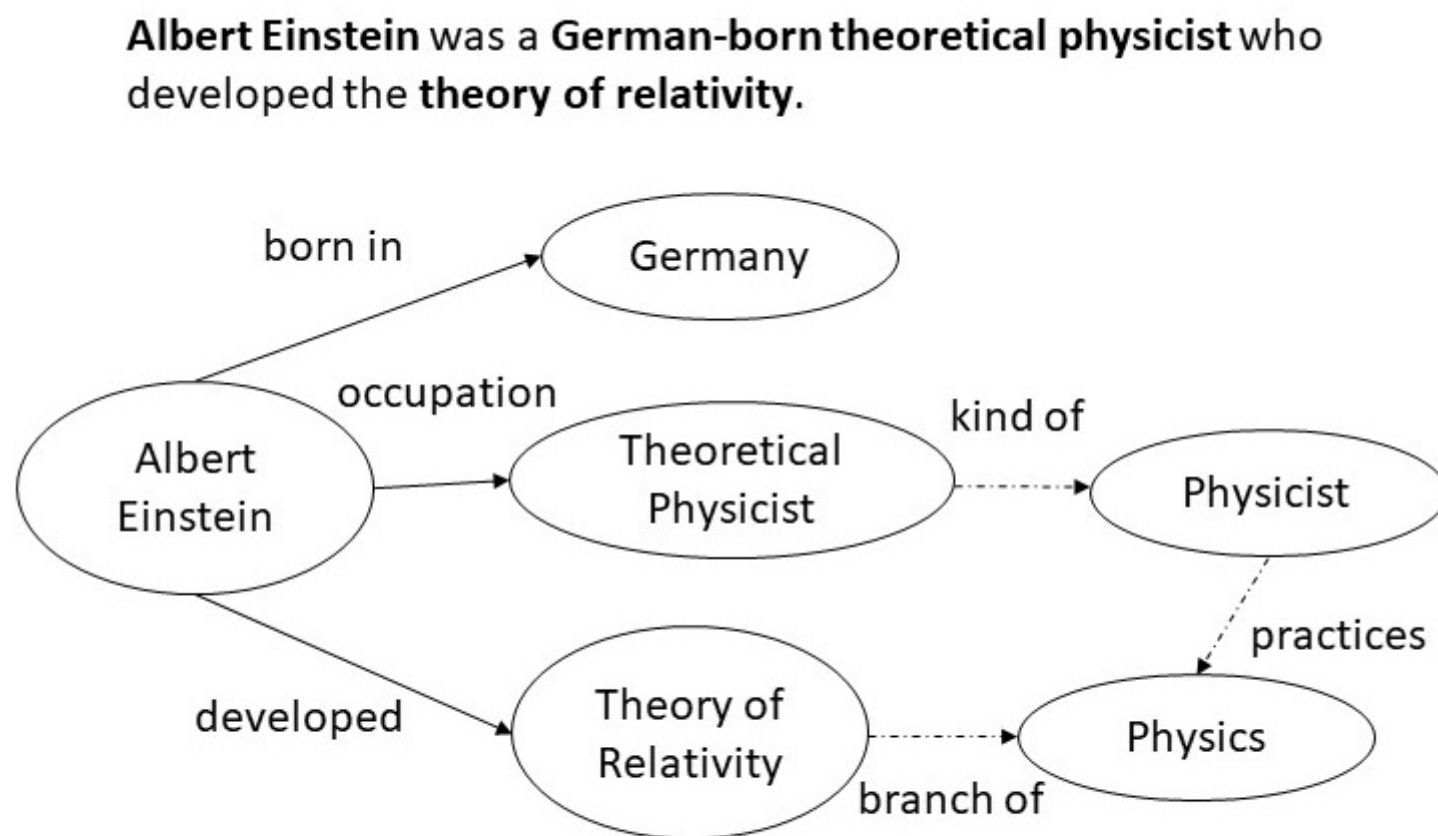 Albert Einstein was a German-born theoretical physicist who
developed the theory of relativity.
born in
Germany
occupation
kind of
Albert
Einstein
Theoretical
Physicist
Physicist
practices
developed
Theory of
Relativity
Physics
branch of